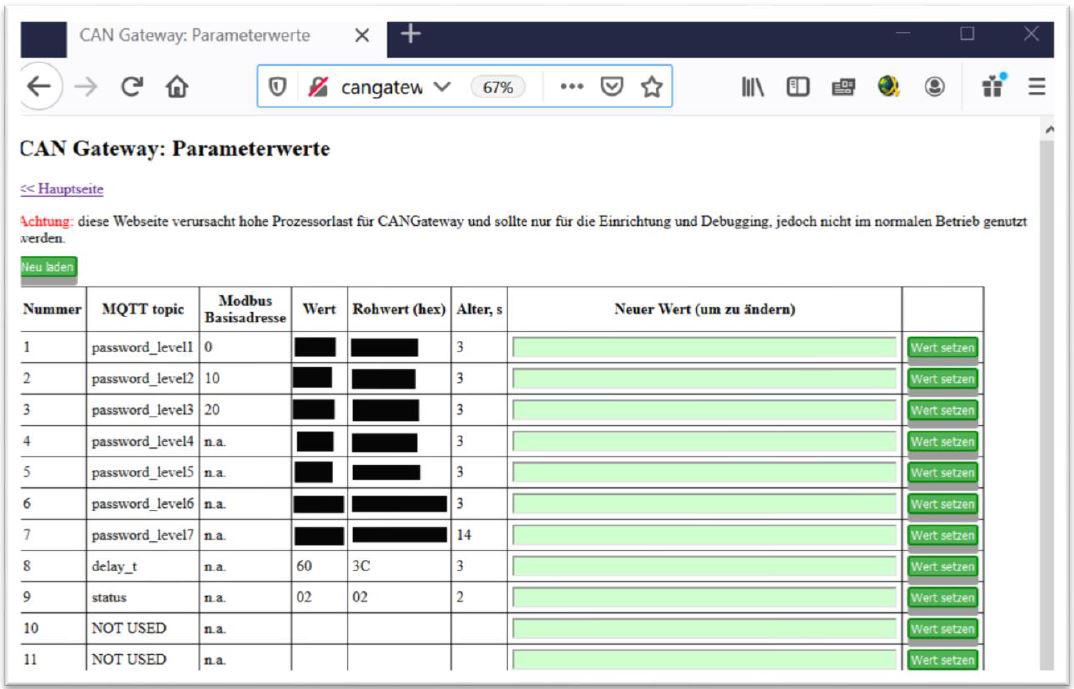 CAN Gateway: Parameterwerte
cangatew
67%
CAN Gateway: Parameterwerte
<< Hauptseite
Achtung: diese Webseite verursacht hohe Prozessorlast für CANGateway und sollte nur für die Einrichtung und Debugging, jedoch nicht im normalen Betrieb genutzt
werden.
Neu laden
Nummer MQTT topic Modbus Basisadresse Wert Rohwert (hex) Alter, s Neuer Wert (um zu ändern)
1 password_level1 0 3 Wert setzen
2 password_level2 10 3 Wert setzen
3 password_level3 20 3 Wert setzen
4 password_level4 n.a. 3 Wert setzen
5 password_level5 n.a. 3 Wert setzen
6 password_level6 n.a. 3 Wert setzen
7 password_level7 n.a. 14 Wert setzen
8 delay_t n.a. 60 3C 3 Wert setzen
9 status n.a. 02 02 2 Wert setzen
10 NOT USED n.a. Wert setzen
11 NOT USED n.a. Wert setzen